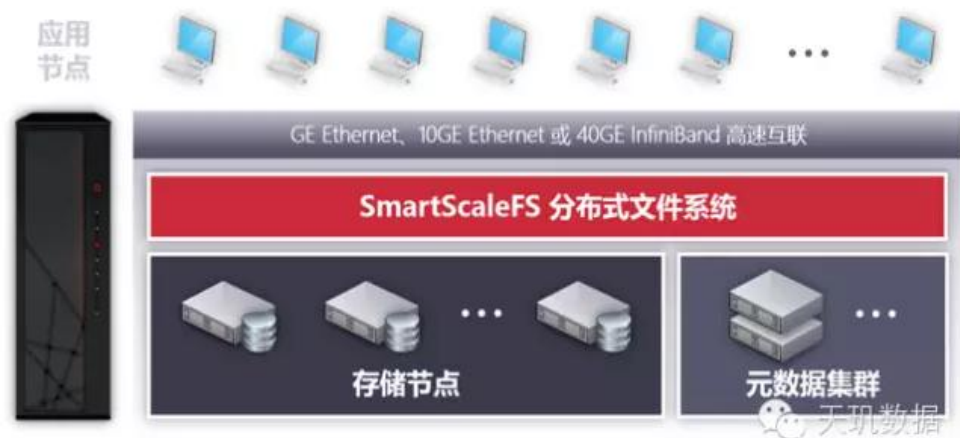 应用
节点
GE Ethernet、10GE Ethernet 或 40GE InfiniBand 高速互联
SmartScaleFS 分布式文件系统
存储节点
元数据集群
天玑数据